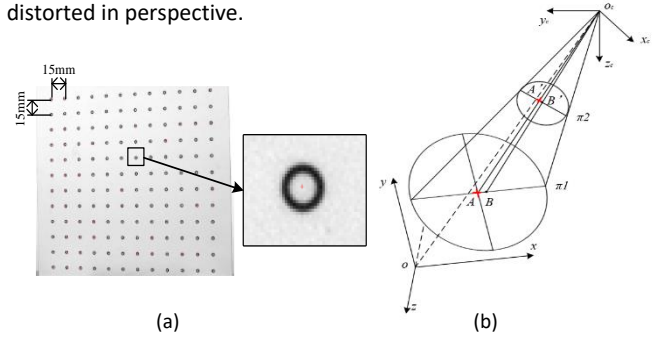 distorted in perspective.
15mm
15mm
(a)
o𝑐
y𝑐
x𝑐
z𝑐
A'
B'
π2
π1
A B
y
x
o
z
(b)